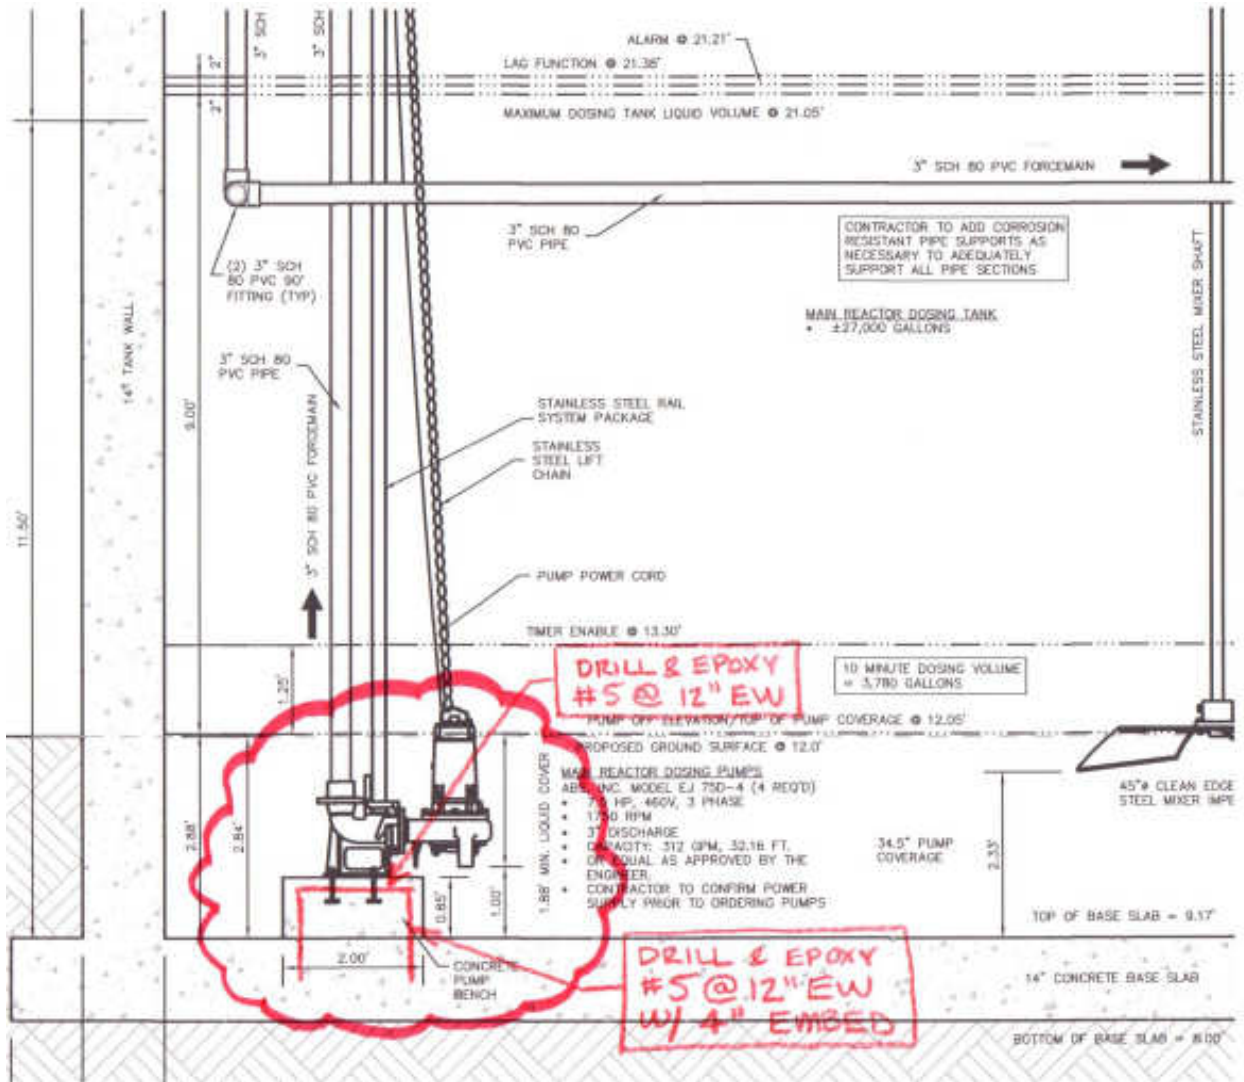 3" SCH
3" SCH
2"
2"
ALARM @ 21.21'
LAG FUNCTION @ 21.38'
MAXIMUM DOSING TANK LIQUID VOLUME @ 21.05'
3" SCH 80 PVC FORCEMAIN
3" SCH 80
PVC PIPE
CONTRACTOR TO ADD CORROSION
RESISTANT PIPE SUPPORTS AS
NECESSARY TO ADEQUATELY
SUPPORT ALL PIPE SECTIONS
(2) 3" SCH
80 PVC 90°
FITTING (TYP)
MAIN REACTOR DOSING TANK
• ±27,000 GALLONS
STAINLESS STEEL MIXER SHAFT
14" TANK WALL
3" SCH 80
PVC PIPE
9.00'
STAINLESS STEEL RAIL
SYSTEM PACKAGE
STAINLESS
STEEL LIFT
CHAIN
3" SCH 80 PVC FORCEMAIN
11.50'
PUMP POWER CORD
TIMER ENABLE @ 13.30'
DRILL & EPOXY
#5 @ 12" EW
10 MINUTE DOSING VOLUME
= 3,780 GALLONS
1.25'
PUMP OFF ELEVATION/TOP OF PUMP COVERAGE @ 12.05'
PROPOSED GROUND SURFACE @ 12.0'
MAIN REACTOR DOSING PUMPS
ABS, INC. MODEL EJ 75D-4 (4 REQ'D)
• 7.5 HP, 460V, 3 PHASE
• 1750 RPM
• 3" DISCHARGE
• CAPACITY: 312 GPM, 32.16 FT.
• OR EQUAL AS APPROVED BY THE
ENGINEER.
• CONTRACTOR TO CONFIRM POWER
SUPPLY PRIOR TO ORDERING PUMPS
45"ø CLEAN EDGE
STEEL MIXER IMPE
34.5" PUMP
COVERAGE
2.33'
2.88'
2.84'
1.88' MIN. LIQUID COVER
0.85'
1.00'
TOP OF BASE SLAB = 9.17'
2.00'
CONCRETE
PUMP
BENCH
DRILL & EPOXY
#5 @ 12" EW
W/ 4" EMBED
14" CONCRETE BASE SLAB
BOTTOM OF BASE SLAB = 8.00'